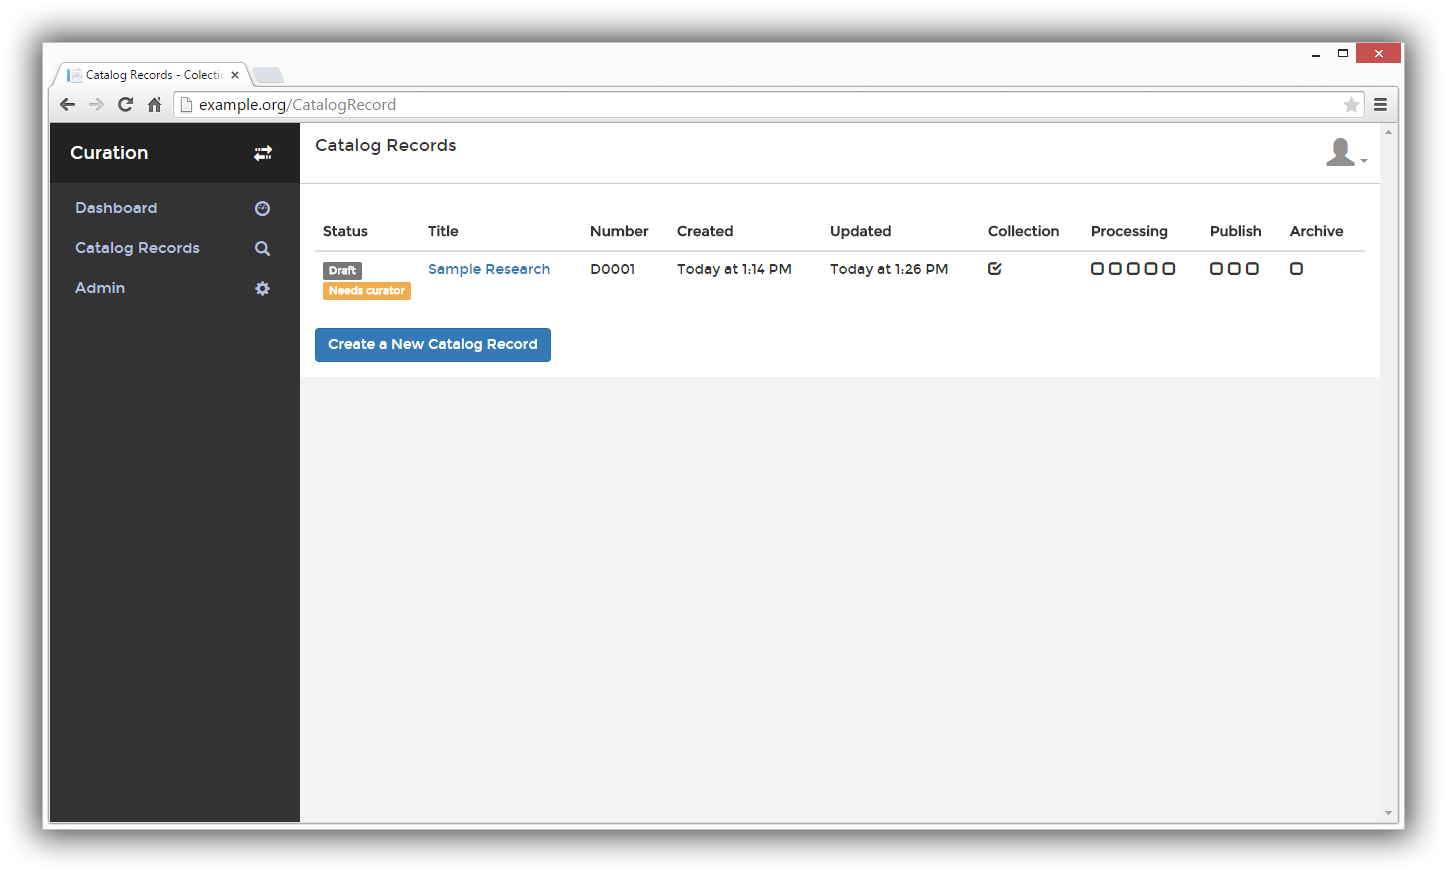 Catalog Records - Colectic
example.org/CatalogRecord
Curation
Catalog Records
Dashboard
Catalog Records
Admin
Status Title Number Created Updated Collection Processing Publish Archive
Draft Sample Research D0001 Today at 1:14 PM Today at 1:26 PM
Needs curator
Create a New Catalog Record